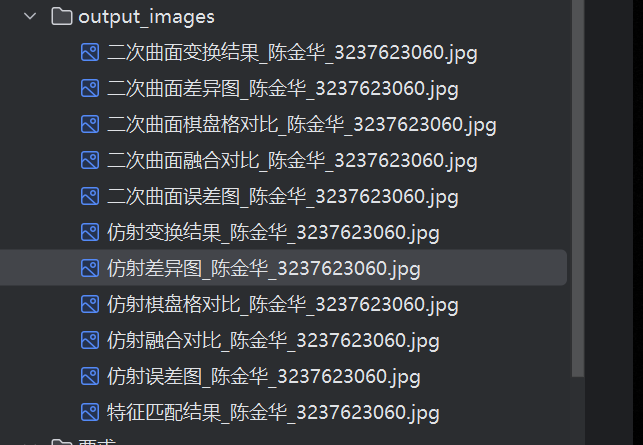 output_images
二次曲面变换结果_陈金华_3237623060.jpg
二次曲面差异图_陈金华_3237623060.jpg
二次曲面棋盘格对比_陈金华_3237623060.jpg
二次曲面融合对比_陈金华_3237623060.jpg
二次曲面误差图_陈金华_3237623060.jpg
仿射变换结果_陈金华_3237623060.jpg
仿射差异图_陈金华_3237623060.jpg
仿射棋盘格对比_陈金华_3237623060.jpg
仿射融合对比_陈金华_3237623060.jpg
仿射误差图_陈金华_3237623060.jpg
特征匹配结果_陈金华_3237623060.jpg